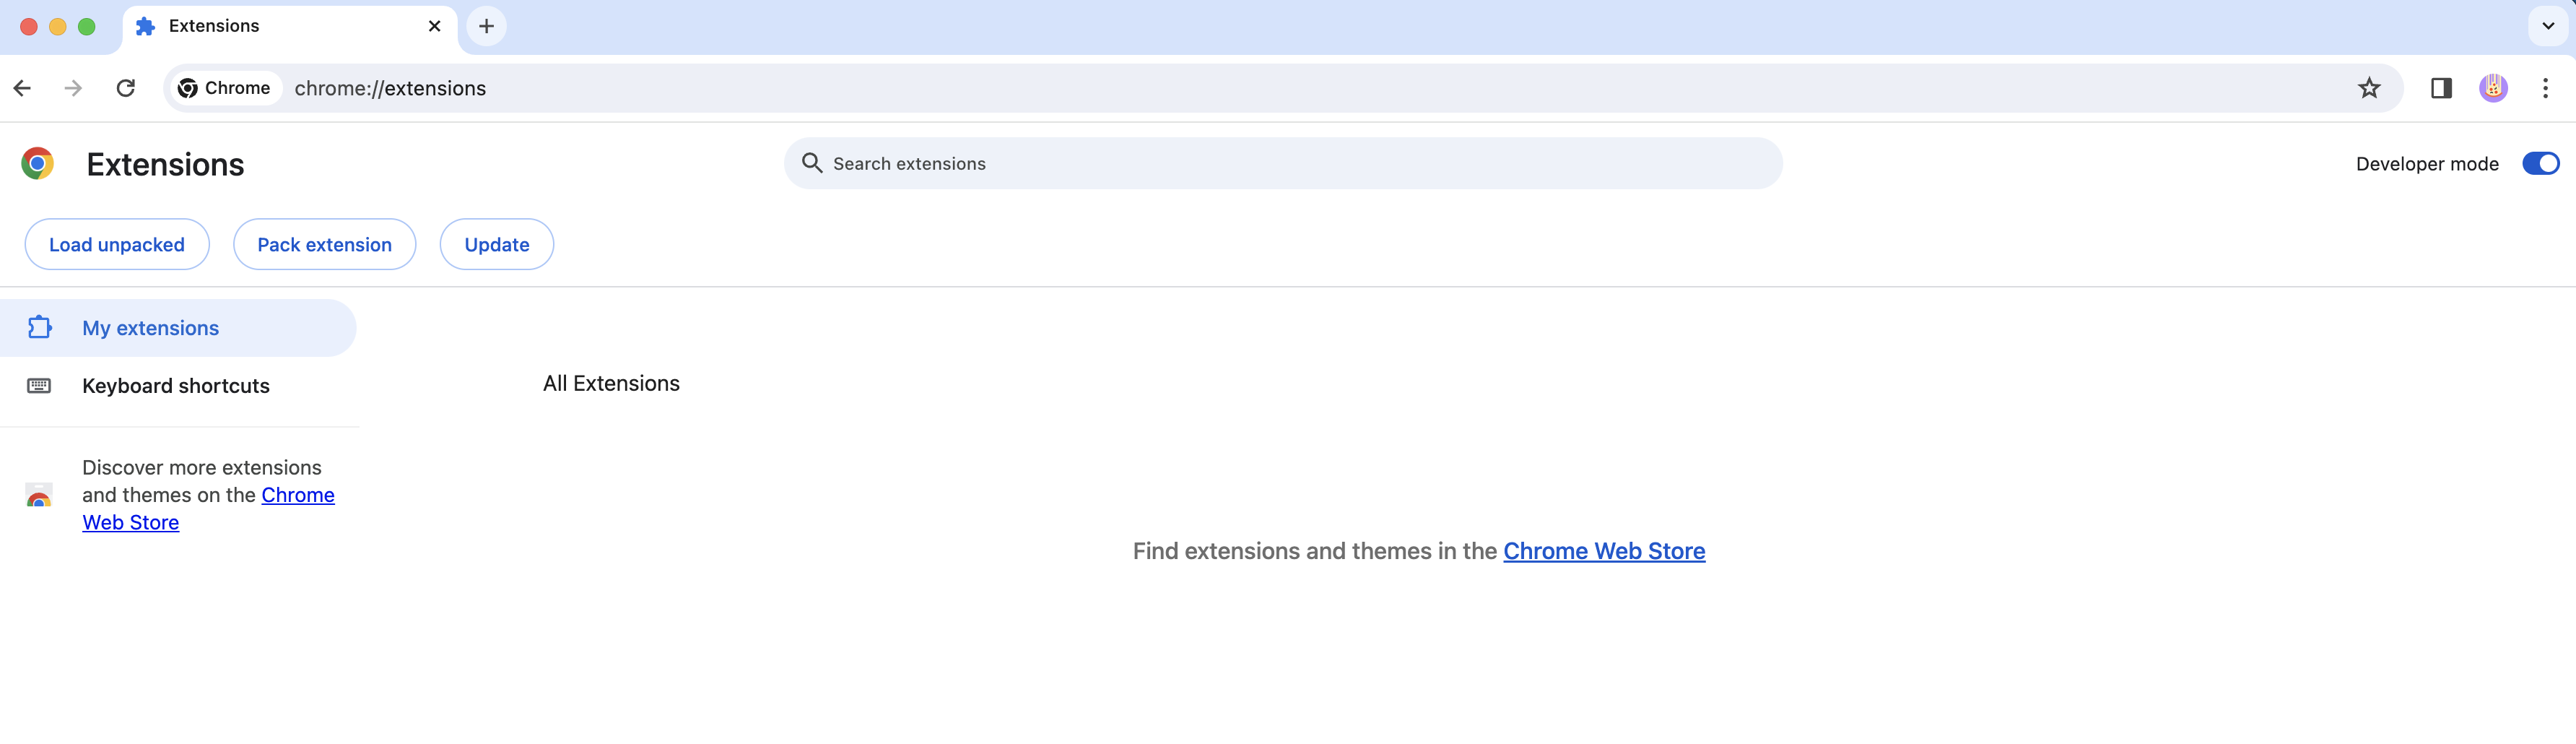 Extensions
Chrome
chrome://extensions
Extensions
Search extensions
Developer mode
Load unpacked
Pack extension
Update
My extensions
Keyboard shortcuts
All Extensions
Discover more extensions
and themes on the Chrome
Web Store
Find extensions and themes in the Chrome Web Store